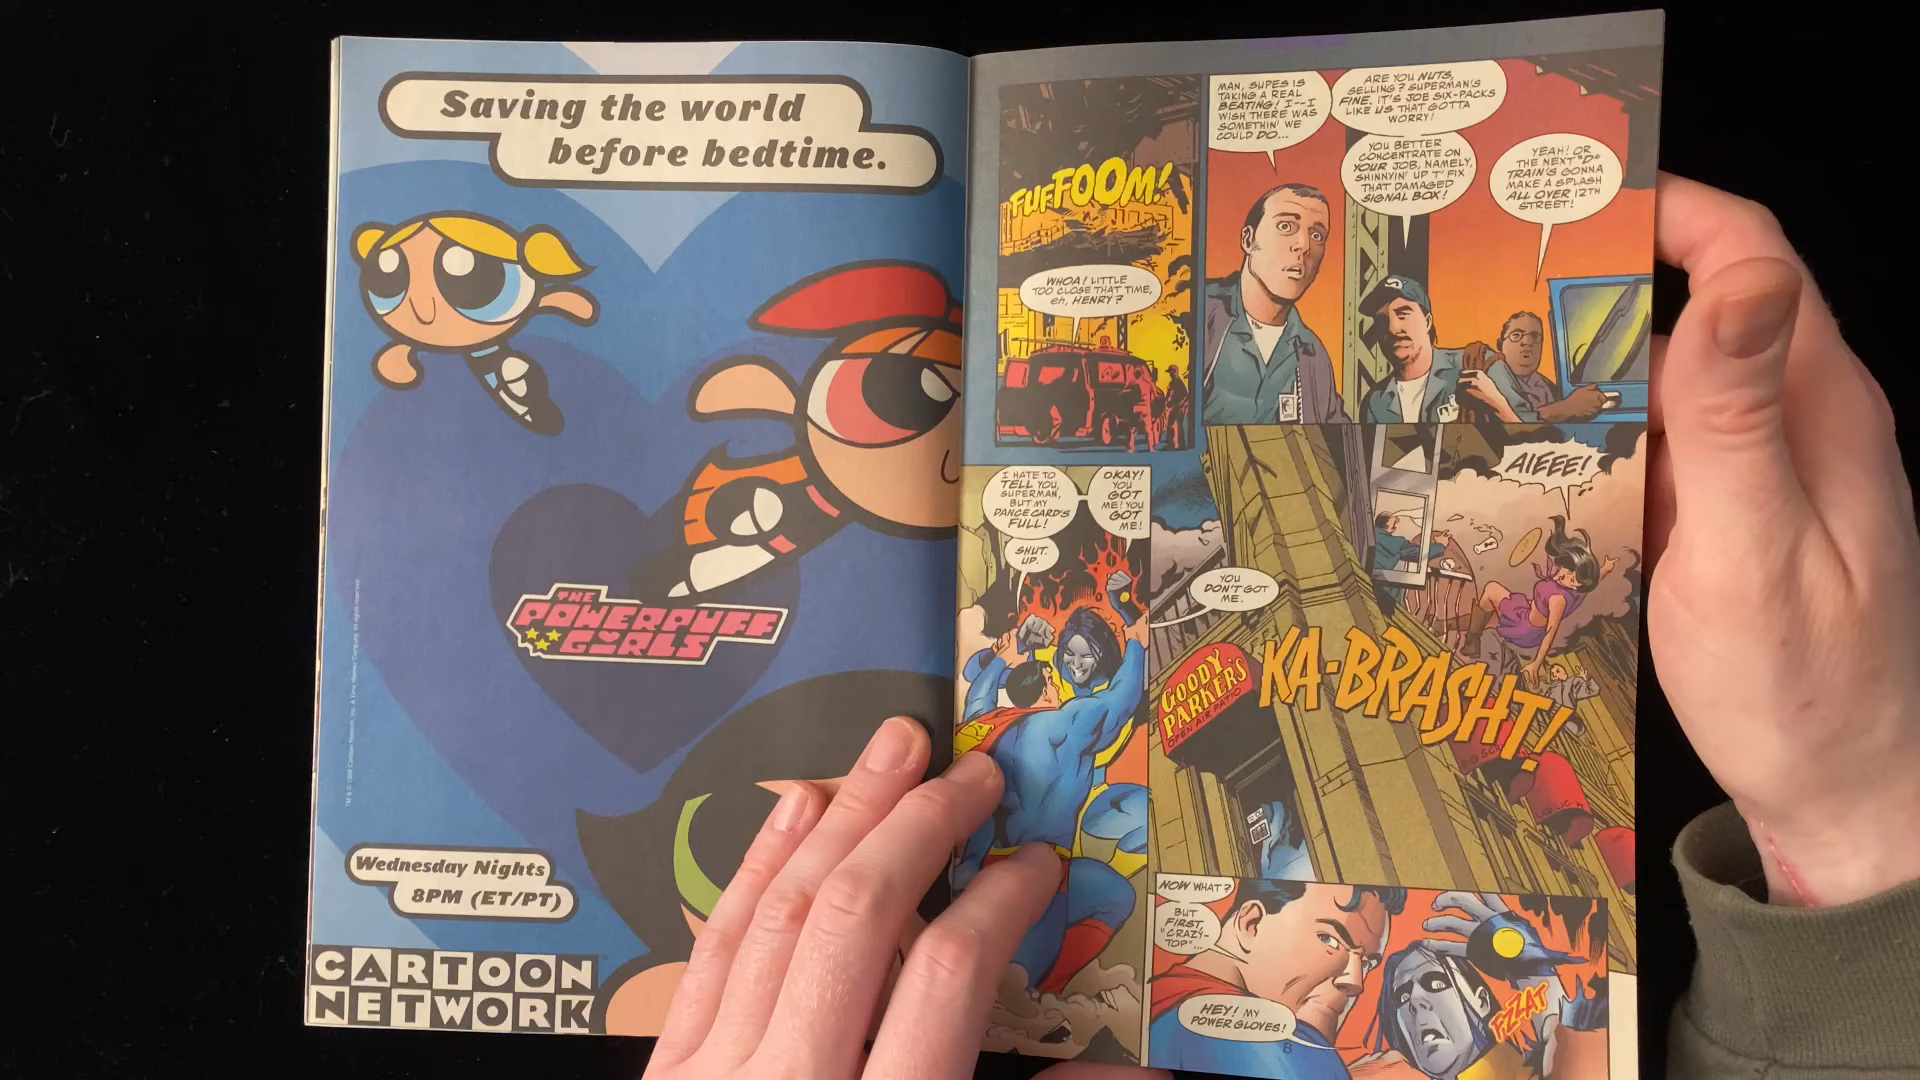 Saving the world
before bedtime.
THE
POWERPUFF
GIRLS
Wednesday Nights
8PM (ET/PT)
CARTOON
NETWORK
FUF-FOOM!
WHOA! LITTLE
TOO CLOSE THAT TIME,
eh, HENRY?
MAN, SUPES IS
TAKING A REAL
BEATING! I--I
WISH THERE WAS
SOMETHIN' WE
COULD DO...
ARE YOU NUTS,
SELLING? SUPERMAN'S
FINE. IT'S JOE SIX-PACKS
LIKE US THAT GOTTA
WORRY!
YOU BETTER
CONCENTRATE ON
YOUR JOB, NAMELY,
SHINNYIN' UP T' FIX
THAT DAMAGED
SIGNAL BOX!
YEAH! OR
THE NEXT "D"
TRAIN'S GONNA
MAKE A SPLASH
ALL OVER 12TH
STREET!
I HATE TO
TELL YOU,
SUPERMAN,
BUT MY
DANCE CARD'S
FULL!
OKAY!
YOU
GOT
ME! YOU
GOT
ME!
SHUT.
UP.
YOU
DON'T GOT
ME.
AIEEE!
GOODY
PARKER'S
OPEN AIR PATIO
KA-BRASHT!
NOW WHAT?
BUT
FIRST,
"CRAZY-
TOP"...
HEY! MY
POWER GLOVES!
FZZAT
8